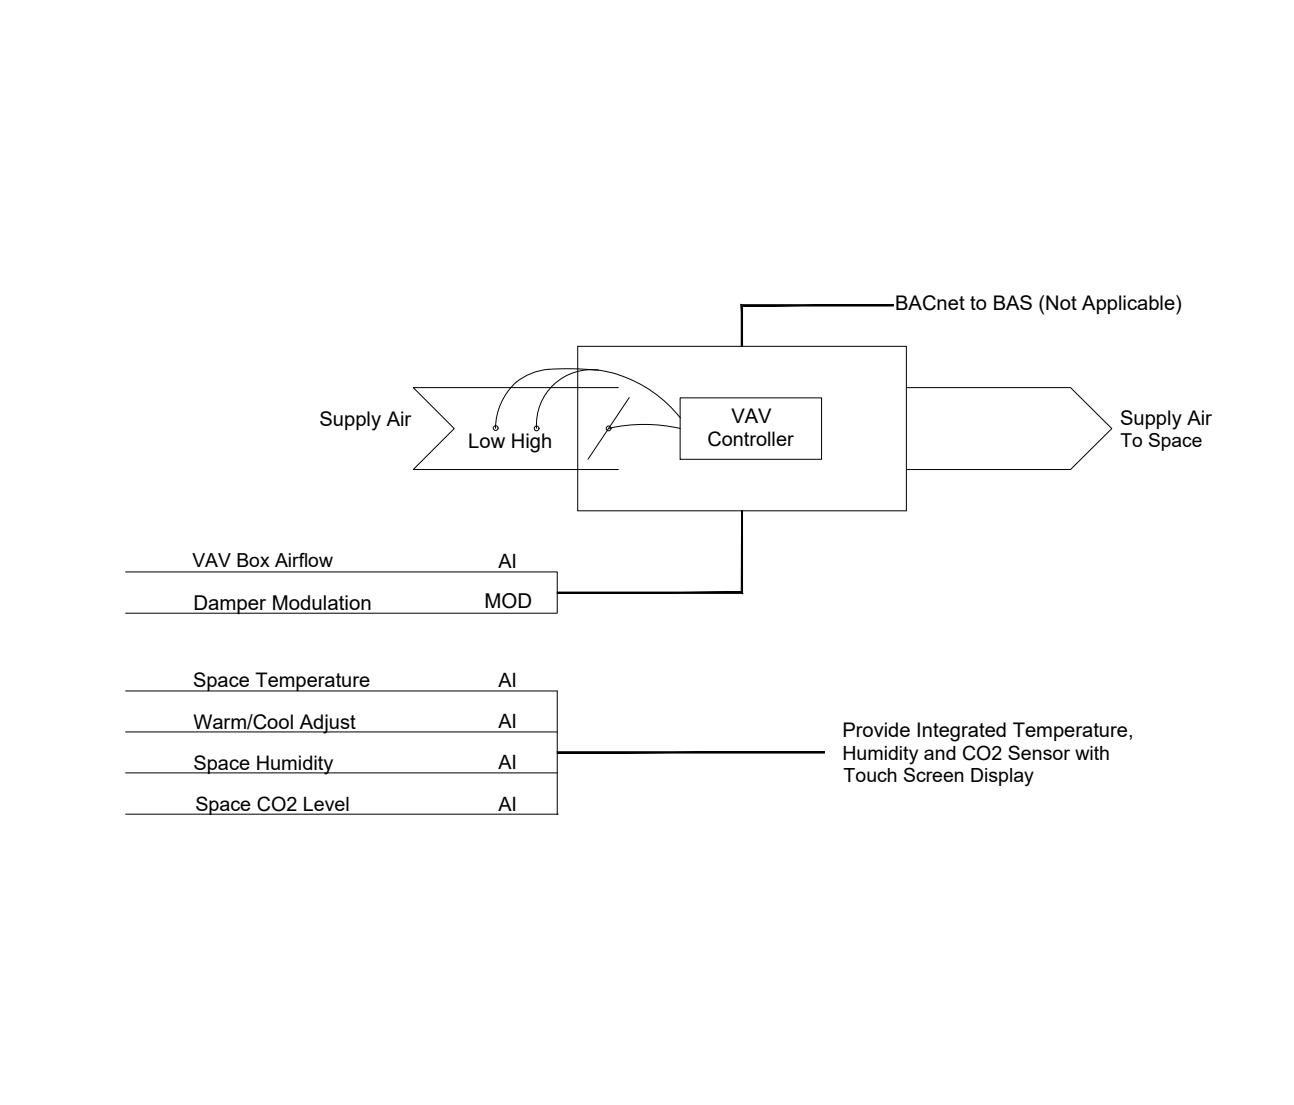 BACnet to BAS (Not Applicable)
Supply Air
Low High
VAV
Controller
Supply Air
To Space
VAV Box Airflow AI
Damper Modulation MOD
Space Temperature AI
Warm/Cool Adjust AI
Space Humidity AI
Space CO2 Level AI
Provide Integrated Temperature,
Humidity and CO2 Sensor with
Touch Screen Display